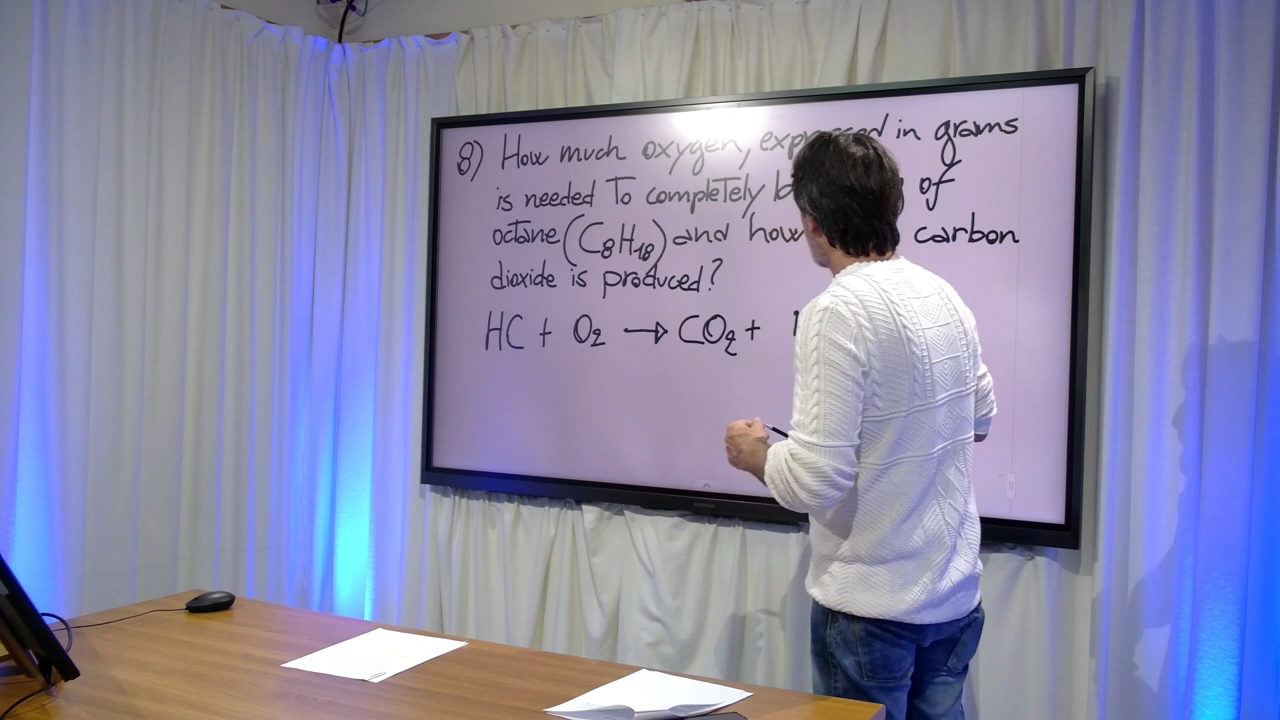 8) How much oxygen, expressed in grams
is needed To completely of
octane (C₈H₁₈) and how carbon
dioxide is produced?
HC + O₂ → CO₂ +
SAMSUNG